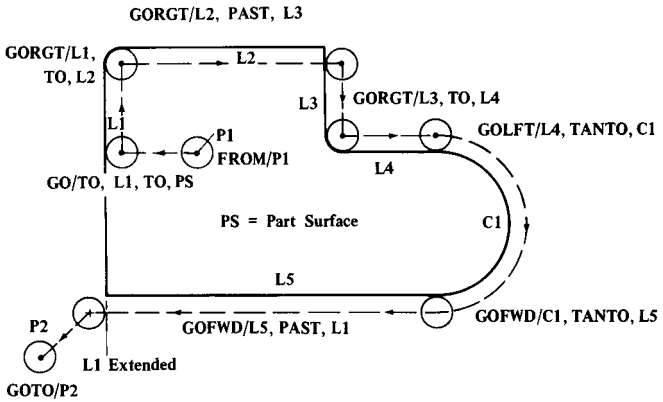 GORGT/L2, PAST, L3
GORGT/L1,
TO, L2
L2
L3
GORGT/L3, TO, L4
L1
P1
GOLFT/L4, TANTO, C1
FROM/P1
L4
GO/TO, L1, TO, PS
PS = Part Surface
C1
L5
P2
GOFWD/L5, PAST, L1
GOFWD/C1, TANTO, L5
L1 Extended
GOTO/P2